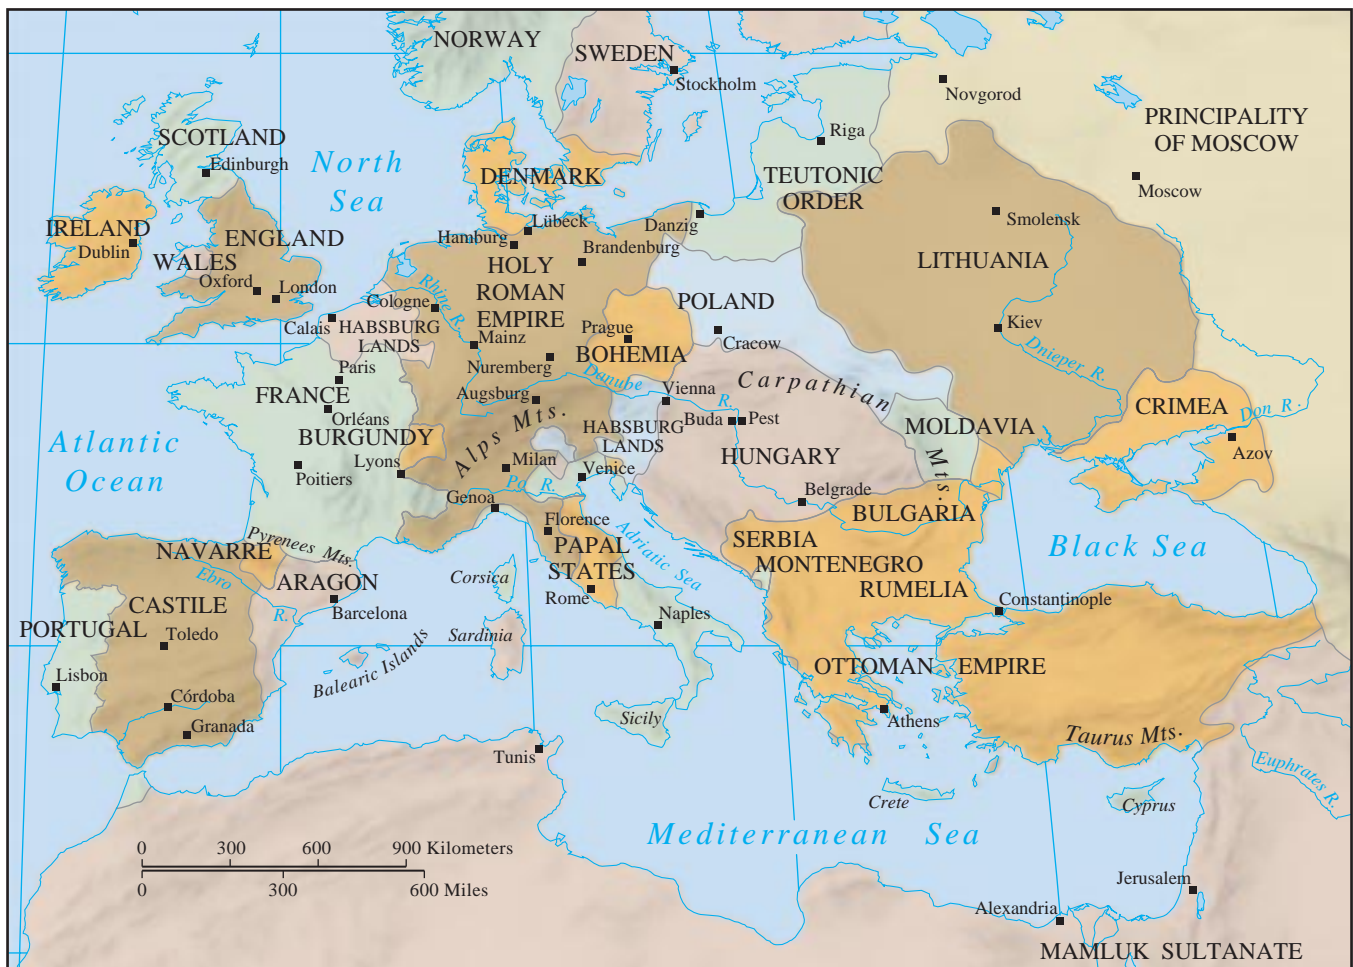 NORWAY
SWEDEN
Stockholm
Novgorod
PRINCIPALITY
OF MOSCOW
Moscow
SCOTLAND
Edinburgh
North
Sea
Riga
TEUTONIC
ORDER
DENMARK
IRELAND
Dublin
ENGLAND
WALES
Oxford
London
Lübeck
Hamburg
Danzig
Brandenburg
Smolensk
LITHUANIA
HOLY
ROMAN
EMPIRE
Rhine R.
Cologne
Calais
HABSBURG
LANDS
Mainz
Nuremberg
Prague
BOHEMIA
POLAND
Cracow
Kiev
Dnieper R.
Paris
FRANCE
Orléans
Augsburg
Danube
R.
Vienna
Carpathian
Mts.
CRIMEA
Don R.
Azov
Atlantic
Ocean
BURGUNDY
Lyons
Poitiers
Alps Mts.
HABSBURG
LANDS
Buda
Pest
HUNGARY
MOLDAVIA
Milan
Po R.
Venice
Genoa
Belgrade
BULGARIA
Florence
PAPAL
STATES
Rome
Adriatic Sea
SERBIA
MONTENEGRO
RUMELIA
Black Sea
Pyrenees Mts.
NAVARRE
Ebro
R.
ARAGON
CASTILE
Barcelona
Corsica
Sardinia
Naples
Constantinople
PORTUGAL
Toledo
Lisbon
Balearic Islands
Córdoba
Granada
OTTOMAN EMPIRE
Athens
Sicily
Tunis
Taurus Mts.
Euphrates R.
Crete
Cyprus
Mediterranean Sea
0 300 600 900 Kilometers
0 300 600 Miles
Jerusalem
Alexandria
MAMLUK SULTANATE